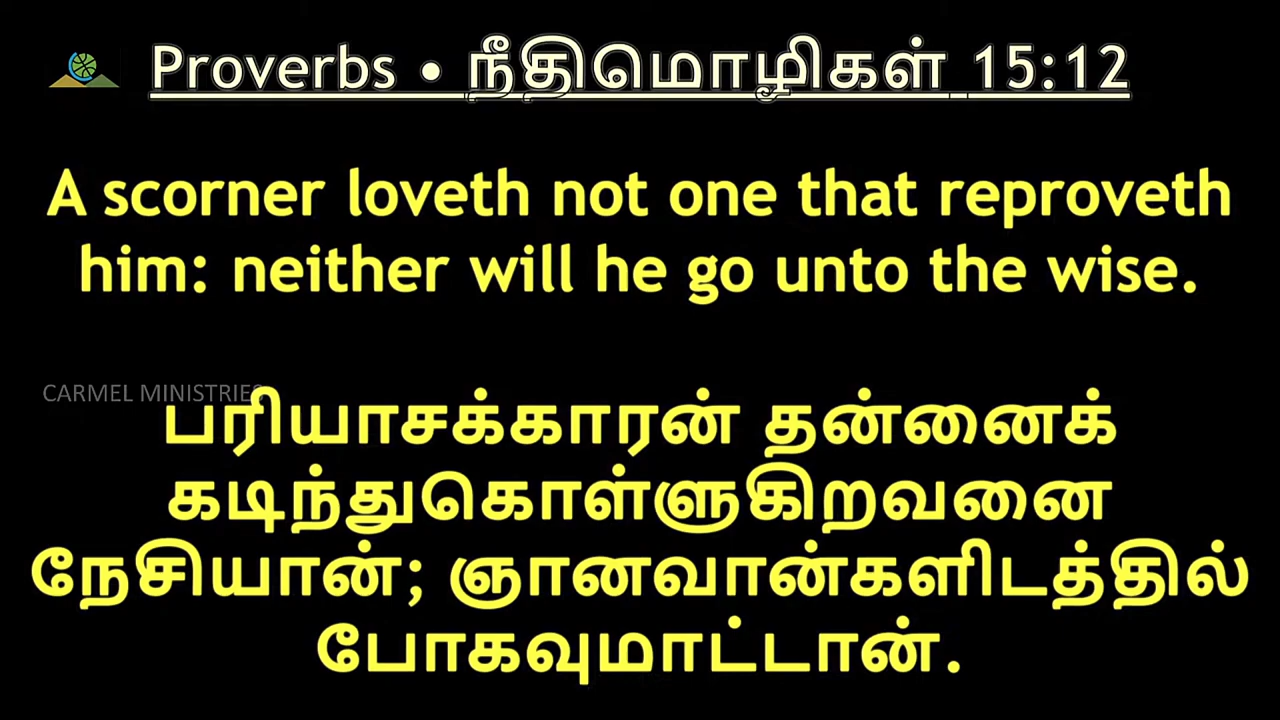 Proverbs • நீதிமொழிகள் 15:12
A scorner loveth not one that reproveth
him: neither will he go unto the wise.
CARMEL MINISTRIES
பரியாசக்காரன் தன்னைக்
கடிந்துகொள்ளுகிறவனை
நேசியான்; ஞானவான்களிடத்தில்
போகவுமாட்டான்.